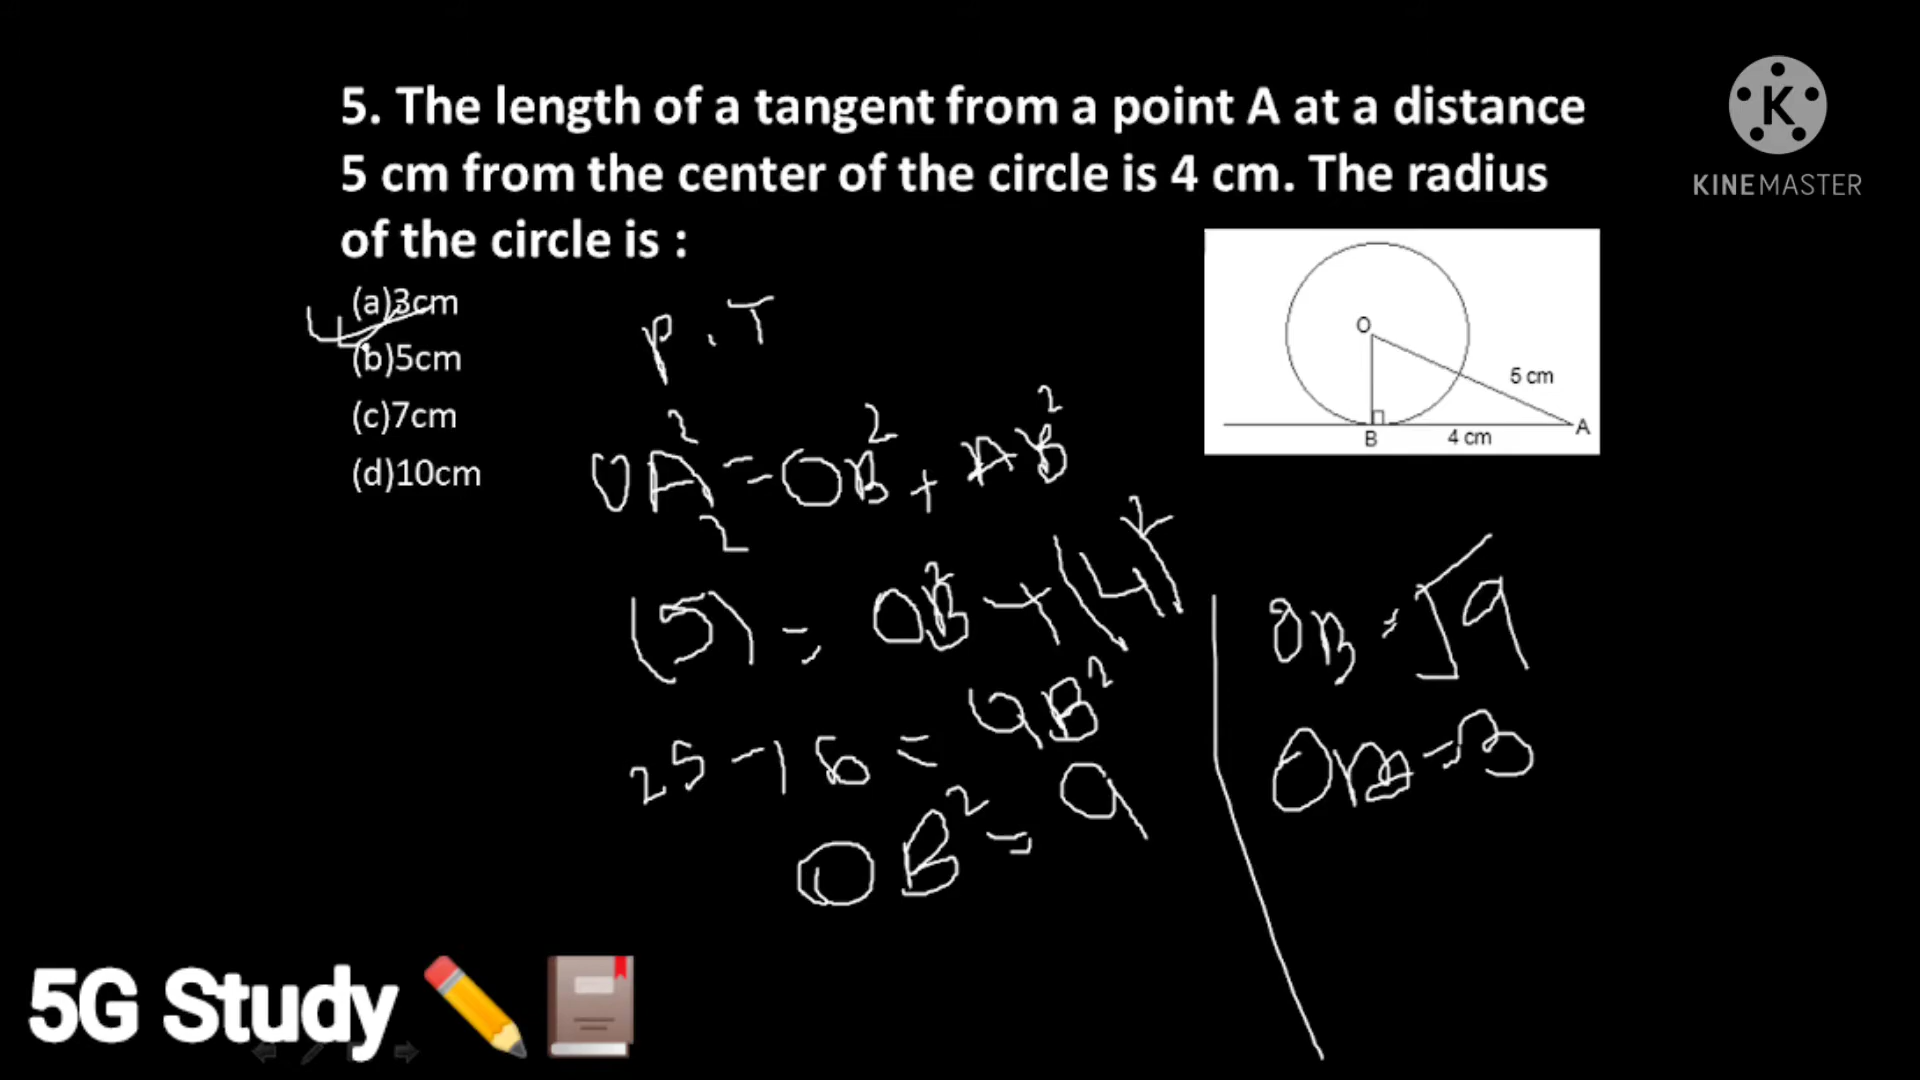 5. The length of a tangent from a point A at a distance
5 cm from the center of the circle is 4 cm. The radius
of the circle is :
(a)3cm
(b)5cm
(c)7cm
(d)10cm
K
KINEMASTER
O
5 cm
B
4 cm
A
P.T
OA² = OB² + AB²
(5)² = OB² + (4)²
25-16 = OB²
OB² = 9
OB = √9
OB = 3
5G Study